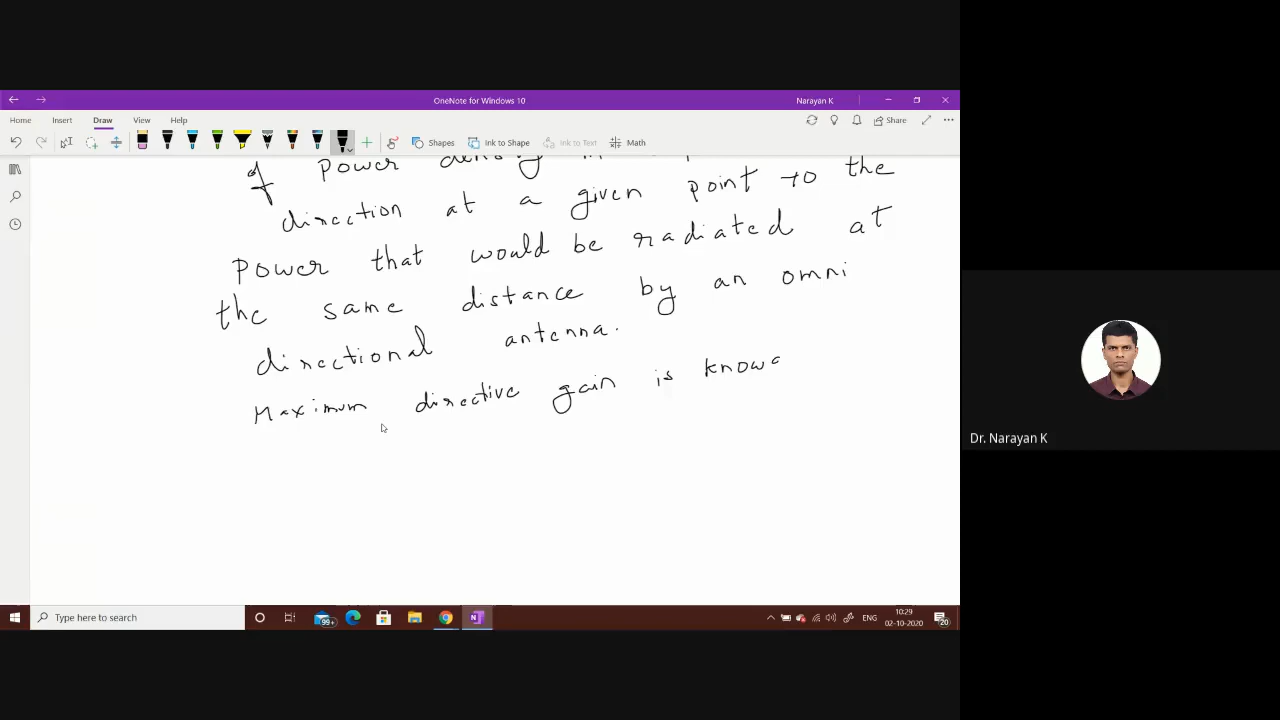 OneNote for Windows 10
Narayan K
Home Insert Draw View Help
Share
Shapes Ink to Shape Ink to Text Math
of power density
direction at a given point to the
power that would be radiated at
the same distance by an omni
directional antenna.
Maximum directive gain is know
Dr. Narayan K
Type here to search
99+
ENG
10:29
02-10-2020
20